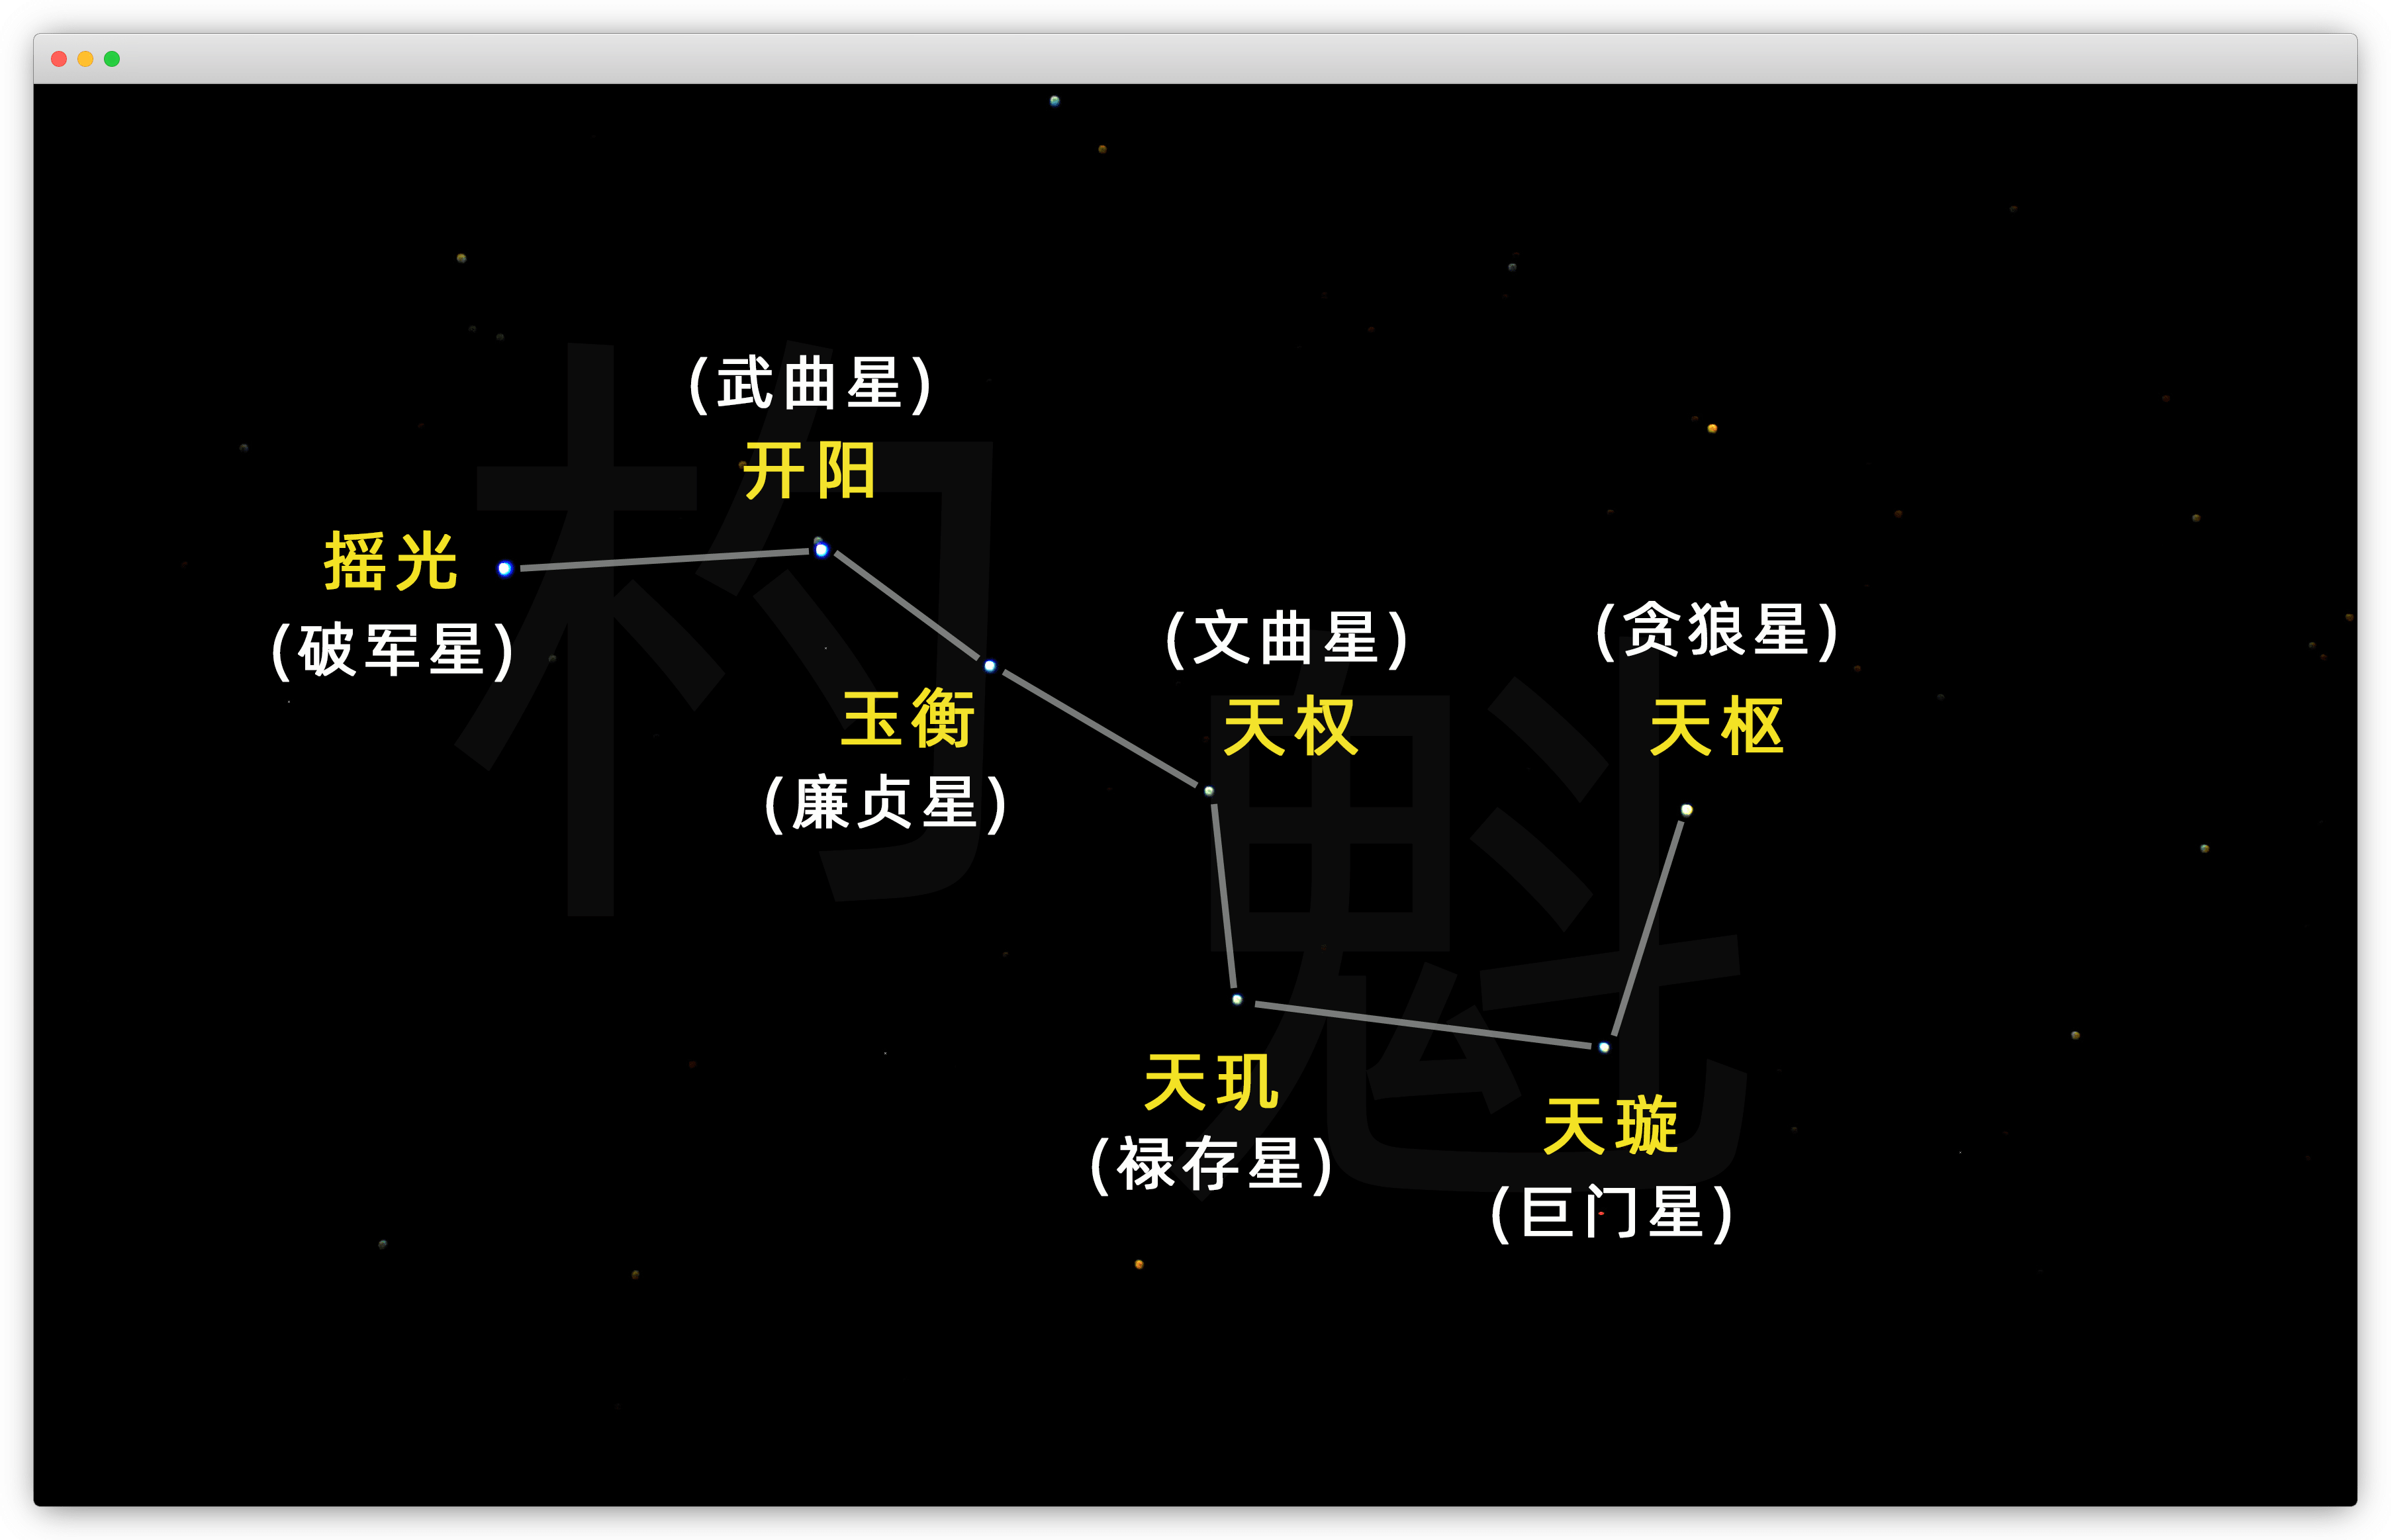 (武曲星)
开阳
摇光
(破军星)
玉衡
(廉贞星)
(文曲星)
天权
(贪狼星)
天枢
天玑
(禄存星)
天璇
(巨门星)
杓
魁